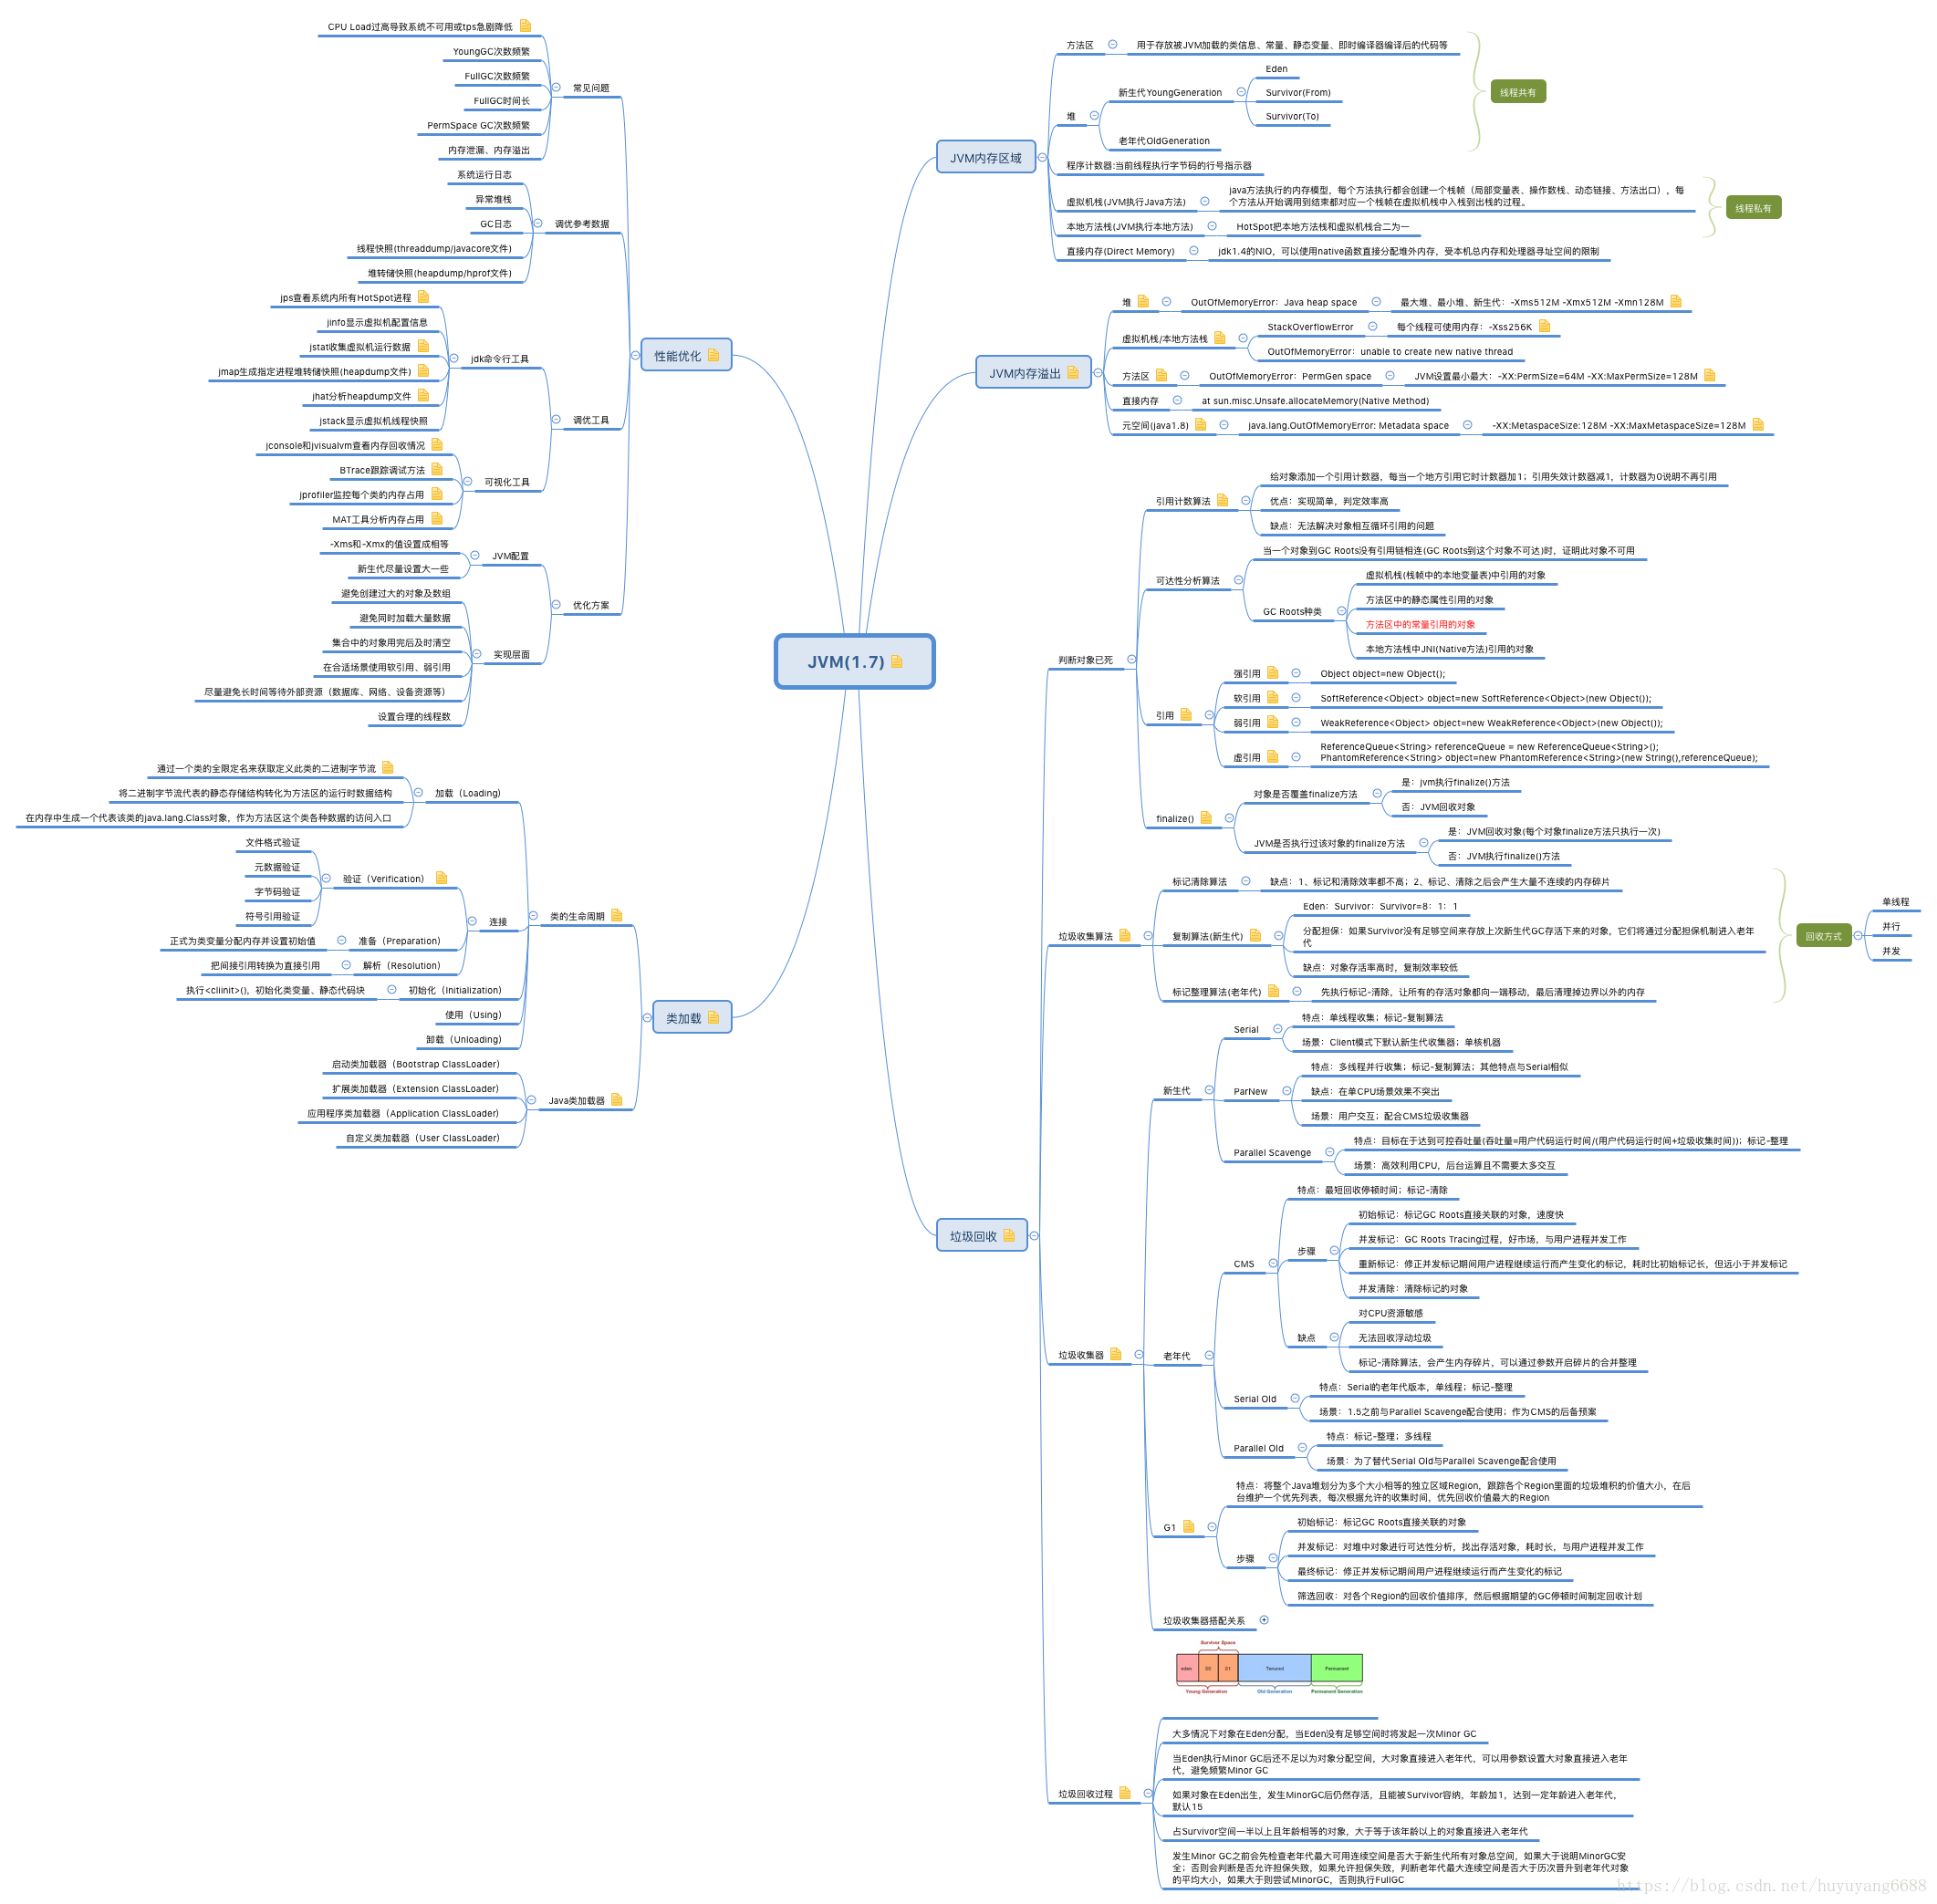 JVM(1.7)
JVM内存区域
方法区
用于存放被JVM加载的类信息、常量、静态变量、即时编译器编译后的代码等
堆
新生代YoungGeneration
Eden
Survivor(From)
Survivor(To)
老年代OldGeneration
线程共有
程序计数器:当前线程执行字节码的行号指示器
虚拟机栈(JVM执行Java方法)
java方法执行的内存模型，每个方法执行都会创建一个栈帧（局部变量表、操作数栈、动态链接、方法出口），每
个方法从开始调用到结束都对应一个栈帧在虚拟机栈中入栈到出栈的过程。
本地方法栈(JVM执行本地方法)
HotSpot把本地方法栈和虚拟机栈合二为一
线程私有
直接内存(Direct Memory)
jdk1.4的NIO，可以使用native函数直接分配堆外内存，受本机总内存和处理器寻址空间的限制
JVM内存溢出
堆
OutOfMemoryError：Java heap space
最大堆、最小堆、新生代：-Xms512M -Xmx512M -Xmn128M
虚拟机栈/本地方法栈
StackOverflowError
每个线程可使用内存：-Xss256K
OutOfMemoryError：unable to create new native thread
方法区
OutOfMemoryError：PermGen space
JVM设置最小最大：-XX:PermSize=64M -XX:MaxPermSize=128M
直接内存
at sun.misc.Unsafe.allocateMemory(Native Method)
元空间(java1.8)
java.lang.OutOfMemoryError: Metadata space
-XX:MetaspaceSize:128M -XX:MaxMetaspaceSize=128M
垃圾回收
判断对象已死
引用计数算法
给对象添加一个引用计数器，每当一个地方引用它时计数器加1；引用失效计数器减1，计数器为0说明不再引用
优点：实现简单，判定效率高
缺点：无法解决对象相互循环引用的问题
可达性分析算法
当一个对象到GC Roots没有引用链相连(GC Roots到这个对象不可达)时，证明此对象不可用
GC Roots种类
虚拟机栈(栈帧中的本地变量表)中引用的对象
方法区中的静态属性引用的对象
方法区中的常量引用的对象
本地方法栈中JNI(Native方法)引用的对象
引用
强引用
Object object=new Object();
软引用
SoftReference<Object> object=new SoftReference<Object>(new Object());
弱引用
WeakReference<Object> object=new WeakReference<Object>(new Object());
虚引用
ReferenceQueue<String> referenceQueue = new ReferenceQueue<String>();
PhantomReference<String> object=new PhantomReference<String>(new String(),referenceQueue);
finalize()
对象是否覆盖finalize方法
是：jvm执行finalize()方法
否：JVM回收对象
JVM是否执行过该对象的finalize方法
是：JVM回收对象(每个对象finalize方法只执行一次)
否：JVM执行finalize()方法
垃圾收集算法
标记清除算法
缺点：1、标记和清除效率都不高；2、标记、清除之后会产生大量不连续的内存碎片
复制算法(新生代)
Eden：Survivor：Survivor=8：1：1
分配担保：如果Survivor没有足够空间来存放上次新生代GC存活下来的对象，它们将通过分配担保机制进入老年
代
缺点：对象存活率高时，复制效率较低
标记整理算法(老年代)
先执行标记-清除，让所有的存活对象都向一端移动，最后清理掉边界以外的内存
回收方式
单线程
并行
并发
垃圾收集器
新生代
Serial
特点：单线程收集；标记-复制算法
场景：Client模式下默认新生代收集器；单核机器
ParNew
特点：多线程并行收集；标记-复制算法；其他特点与Serial相似
缺点：在单CPU场景效果不突出
场景：用户交互；配合CMS垃圾收集器
Parallel Scavenge
特点：目标在于达到可控吞吐量(吞吐量=用户代码运行时间/(用户代码运行时间+垃圾收集时间))；标记-整理
场景：高效利用CPU，后台运算且不需要太多交互
老年代
CMS
特点：最短回收停顿时间；标记-清除
步骤
初始标记：标记GC Roots直接关联的对象，速度快
并发标记：GC Roots Tracing过程，好市场，与用户进程并发工作
重新标记：修正并发标记期间用户进程继续运行而产生变化的标记，耗时比初始标记长，但远小于并发标记
并发清除：清除标记的对象
缺点
对CPU资源敏感
无法回收浮动垃圾
标记-清除算法，会产生内存碎片，可以通过参数开启碎片的合并整理
Serial Old
特点：Serial的老年代版本，单线程；标记-整理
场景：1.5之前与Parallel Scavenge配合使用；作为CMS的后备预案
Parallel Old
特点：标记-整理；多线程
场景：为了替代Serial Old与Parallel Scavenge配合使用
G1
特点：将整个Java堆划分为多个大小相等的独立区域Region，跟踪各个Region里面的垃圾堆积的价值大小，在后
台维护一个优先列表，每次根据允许的收集时间，优先回收价值最大的Region
步骤
初始标记：标记GC Roots直接关联的对象
并发标记：对堆中对象进行可达性分析，找出存活对象，耗时长，与用户进程并发工作
最终标记：修正并发标记期间用户进程继续运行而产生变化的标记
筛选回收：对各个Region的回收价值排序，然后根据期望的GC停顿时间制定回收计划
垃圾收集器搭配关系
垃圾回收过程
Survivor Space
eden
S0
S1
Tenured
Permanent
Young Generation
Old Generation
Permanent Generation
大多情况下对象在Eden分配，当Eden没有足够空间时将发起一次Minor GC
当Eden执行Minor GC后还不足以为对象分配空间，大对象直接进入老年代，可以用参数设置大对象直接进入老年
代，避免频繁Minor GC
如果对象在Eden出生，发生MinorGC后仍然存活，且能被Survivor容纳，年龄加1，达到一定年龄进入老年代，
默认15
占Survivor空间一半以上且年龄相等的对象，大于等于该年龄以上的对象直接进入老年代
发生Minor GC之前会先检查老年代最大可用连续空间是否大于新生代所有对象总空间，如果大于说明MinorGC安
全；否则会判断是否允许担保失败，如果允许担保失败，判断老年代最大连续空间是否大于历次晋升到老年代对象
的平均大小，如果大于则尝试MinorGC，否则执行FullGC
性能优化
常见问题
CPU Load过高导致系统不可用或tps急剧降低
YoungGC次数频繁
FullGC次数频繁
FullGC时间长
PermSpace GC次数频繁
内存泄漏、内存溢出
调优参考数据
系统运行日志
异常堆栈
GC日志
线程快照(threaddump/javacore文件)
堆转储快照(heapdump/hprof文件)
调优工具
jdk命令行工具
jps查看系统内所有HotSpot进程
jinfo显示虚拟机配置信息
jstat收集虚拟机运行数据
jmap生成指定进程堆转储快照(heapdump文件)
jhat分析heapdump文件
jstack显示虚拟机线程快照
可视化工具
jconsole和jvisualvm查看内存回收情况
BTrace跟踪调试方法
jprofiler监控每个类的内存占用
MAT工具分析内存占用
优化方案
JVM配置
-Xms和-Xmx的值设置成相等
新生代尽量设置大一些
实现层面
避免创建过大的对象及数组
避免同时加载大量数据
集合中的对象用完后及时清空
在合适场景使用软引用、弱引用
尽量避免长时间等待外部资源（数据库、网络、设备资源等）
设置合理的线程数
类加载
类的生命周期
加载（Loading）
通过一个类的全限定名来获取定义此类的二进制字节流
将二进制字节流代表的静态存储结构转化为方法区的运行时数据结构
在内存中生成一个代表该类的java.lang.Class对象，作为方法区这个类各种数据的访问入口
连接
验证（Verification）
文件格式验证
元数据验证
字节码验证
符号引用验证
准备（Preparation）
正式为类变量分配内存并设置初始值
解析（Resolution）
把间接引用转换为直接引用
初始化（Initialization）
执行<cliinit>()，初始化类变量、静态代码块
使用（Using）
卸载（Unloading）
Java类加载器
启动类加载器（Bootstrap ClassLoader）
扩展类加载器（Extension ClassLoader）
应用程序类加载器（Application ClassLoader）
自定义类加载器（User ClassLoader）
https://blog.csdn.net/huyuyang6688